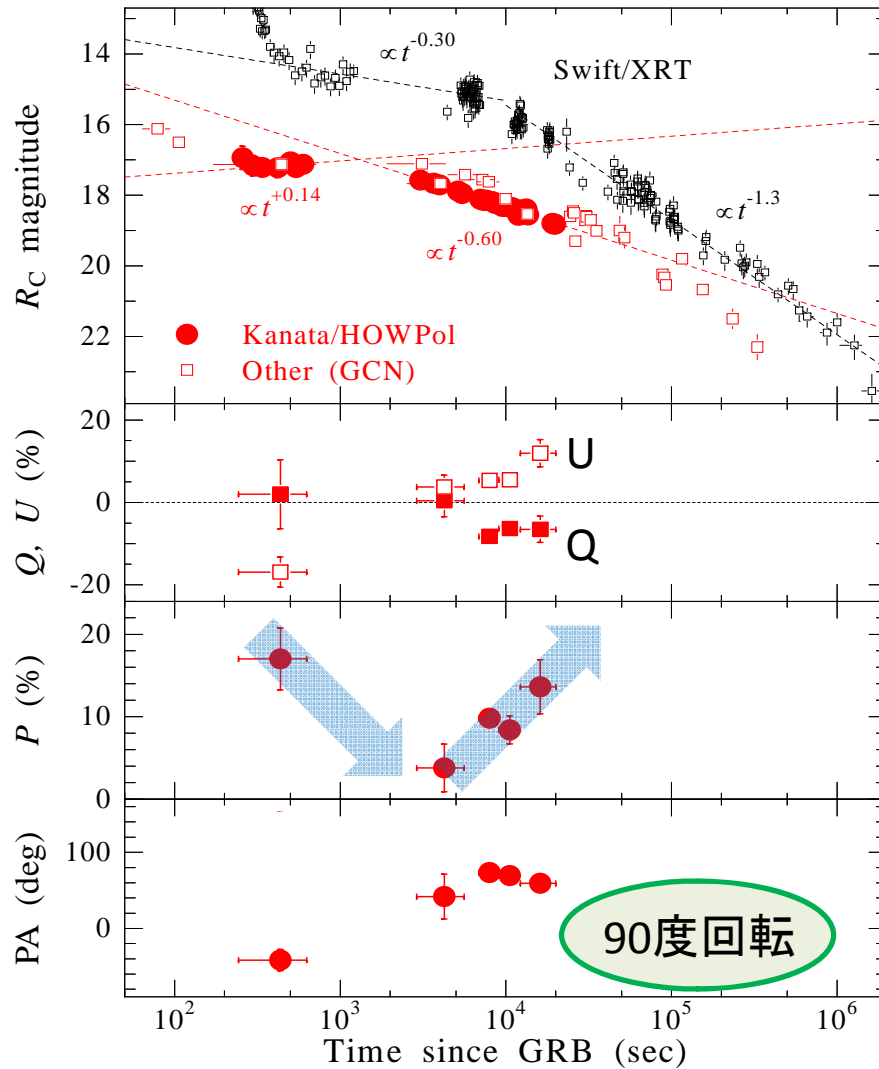 14
16
18
20
22
R_C magnitude
∝t^-0.30
Swift/XRT
∝t^+0.14
∝t^-0.60
∝t^-1.3
Kanata/HOWPol
Other (GCN)
20
0
-20
Q, U (%)
U
Q
20
10
0
P (%)
100
0
PA (deg)
90度回転
10^2 10^3 10^4 10^5 10^6
Time since GRB (sec)